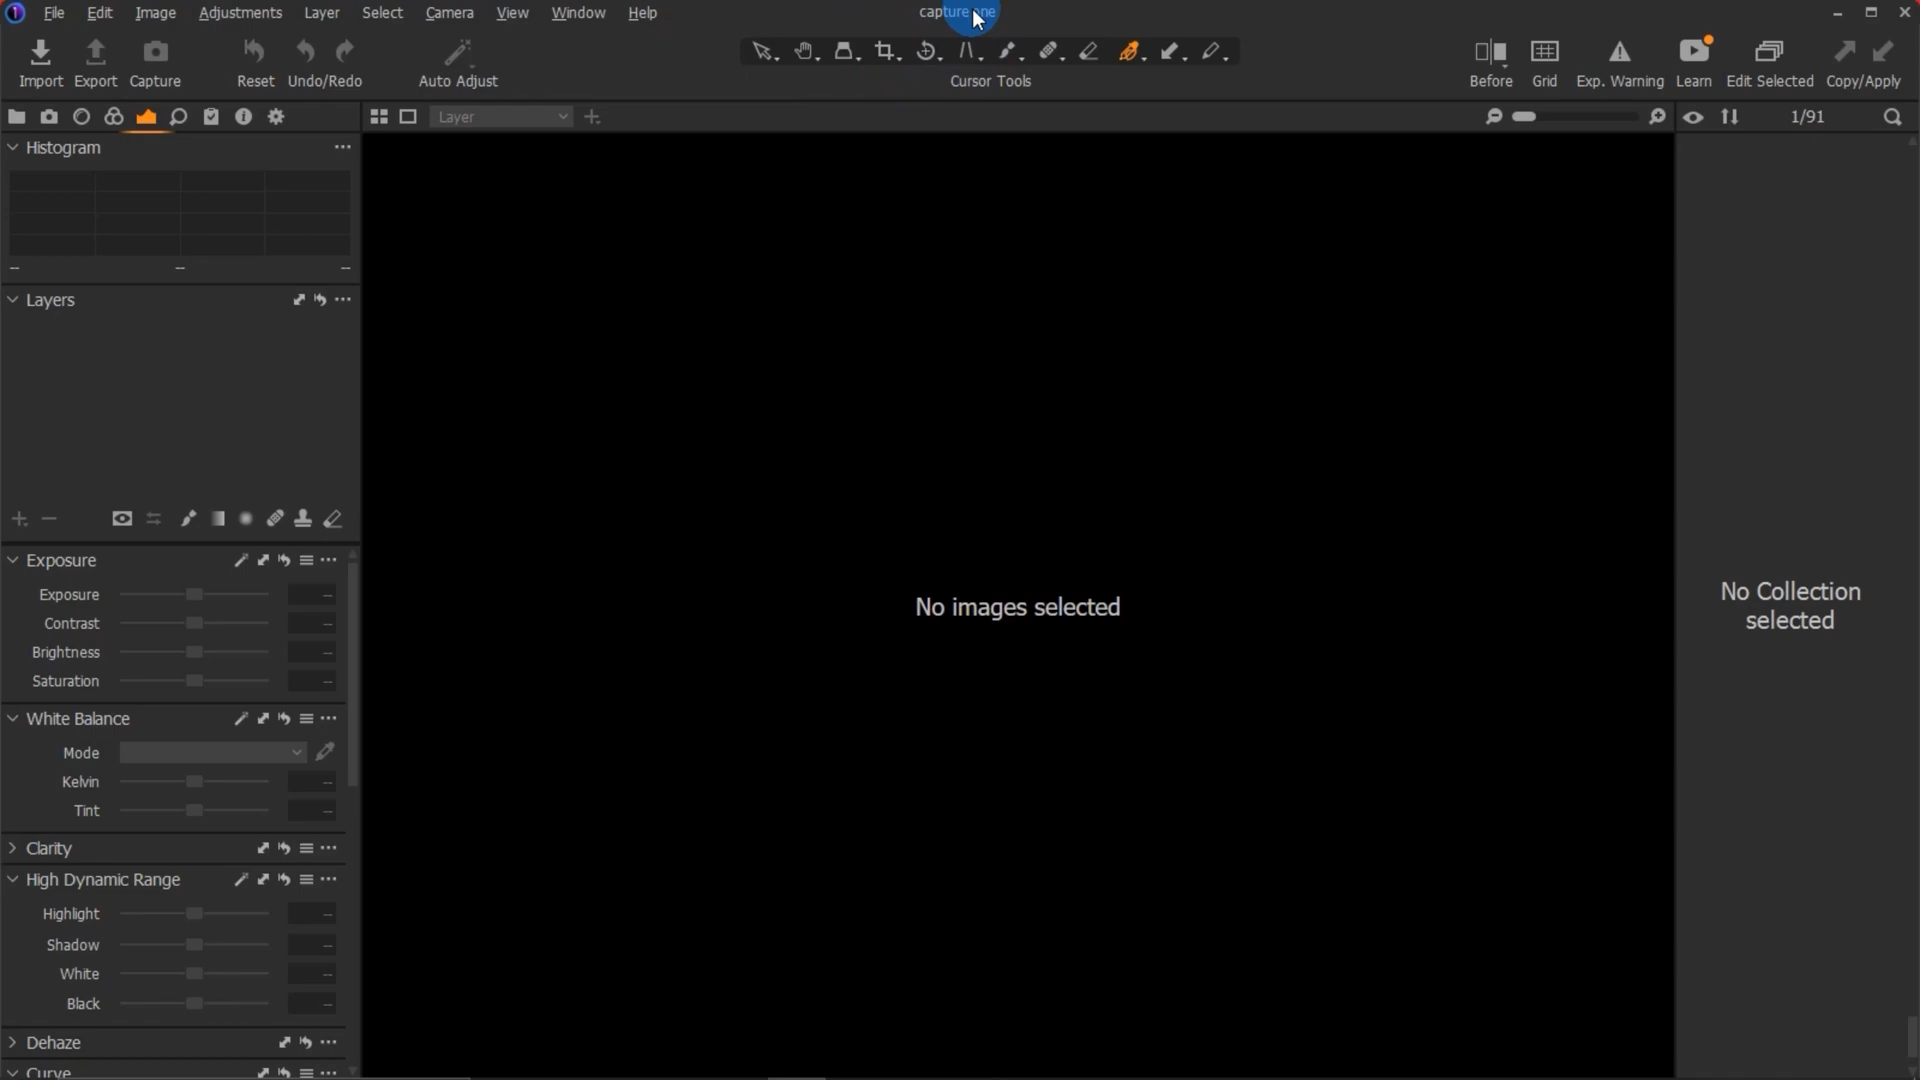 File Edit Image Adjustments Layer Select Camera View Window Help
capture one
Import Export Capture Reset Undo/Redo Auto Adjust
Cursor Tools
Before Grid Exp. Warning Learn Edit Selected Copy/Apply
Layer
1/91
Histogram
-- -- --
Layers
Exposure
Exposure --
Contrast --
Brightness --
Saturation --
White Balance
Mode
Kelvin --
Tint --
Clarity
High Dynamic Range
Highlight --
Shadow --
White --
Black --
Dehaze
Curve
No images selected
No Collection
selected